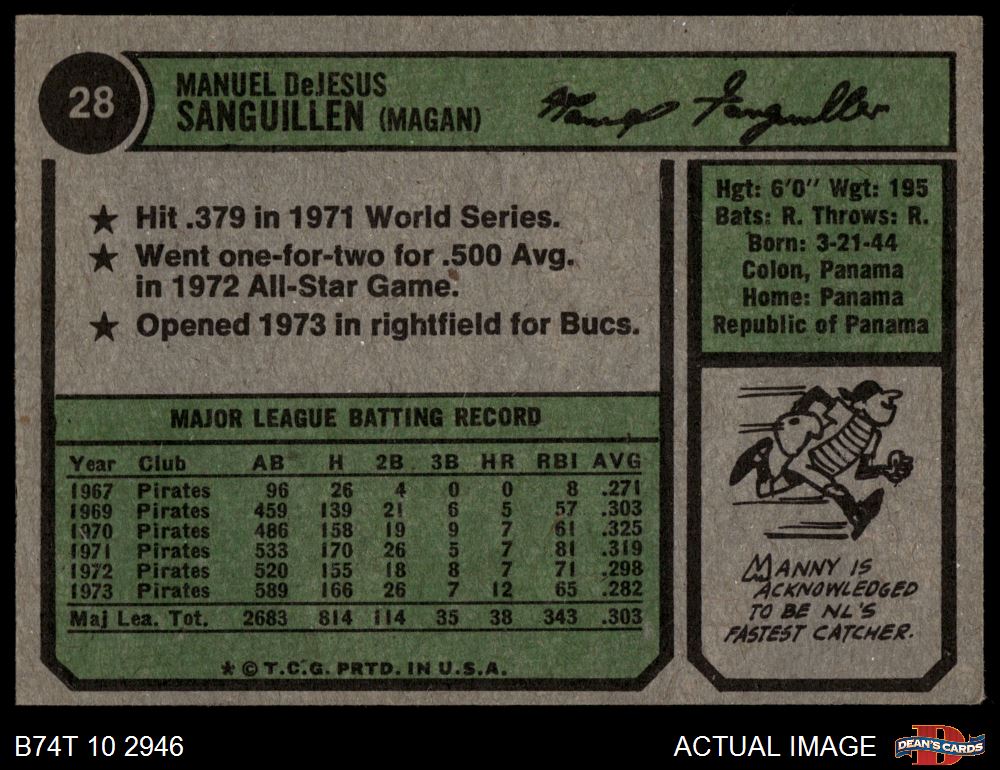 28
MANUEL DeJESUS
SANGUILLEN (MAGAN)
Manuel Sanguillen
★ Hit .379 in 1971 World Series.
★ Went one-for-two for .500 Avg.
in 1972 All-Star Game.
★ Opened 1973 in rightfield for Bucs.
Hgt: 6'0" Wgt: 195
Bats: R. Throws: R.
Born: 3-21-44
Colon, Panama
Home: Panama
Republic of Panama
MAJOR LEAGUE BATTING RECORD
Year Club AB H 2B 3B HR RBI AVG
1967 Pirates 96 26 4 0 0 8 .271
1969 Pirates 459 139 21 6 5 57 .303
1970 Pirates 486 158 19 9 7 61 .325
1971 Pirates 533 170 26 5 7 81 .319
1972 Pirates 520 155 18 8 7 71 .298
1973 Pirates 589 166 26 7 12 65 .282
Maj Lea. Tot. 2683 814 114 35 38 343 .303
★ © T.C.G. PRTD. IN U.S.A.
MANNY IS
ACKNOWLEDGED
TO BE NL'S
FASTEST CATCHER.
B74T 10 2946
ACTUAL IMAGE
D
DEAN'S CARDS